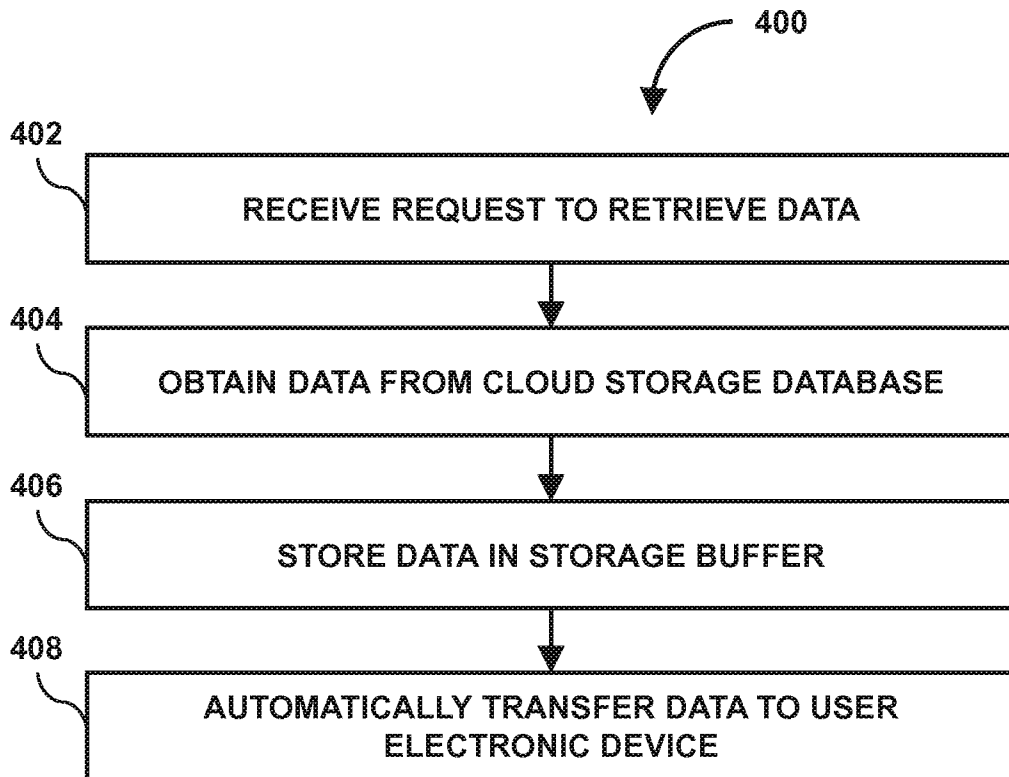 400
402
RECEIVE REQUEST TO RETRIEVE DATA
404
OBTAIN DATA FROM CLOUD STORAGE DATABASE
406
STORE DATA IN STORAGE BUFFER
408
AUTOMATICALLY TRANSFER DATA TO USER
ELECTRONIC DEVICE